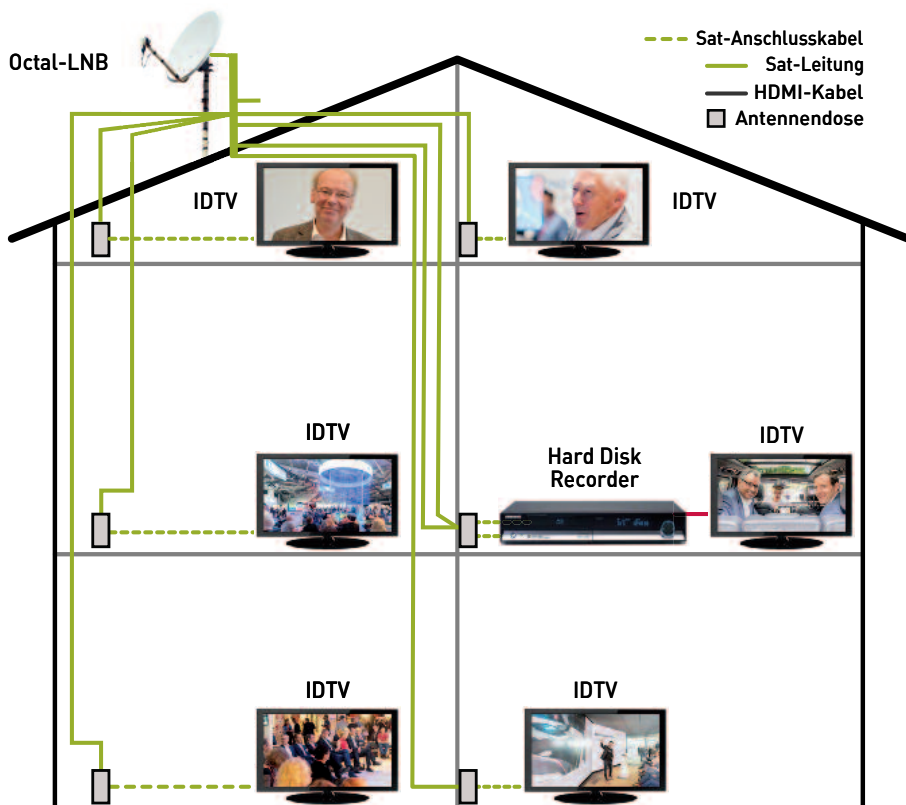 Octal-LNB
Sat-Anschlusskabel
Sat-Leitung
HDMI-Kabel
Antennendose
IDTV
IDTV
IDTV
Hard Disk
Recorder
IDTV
IDTV
IDTV